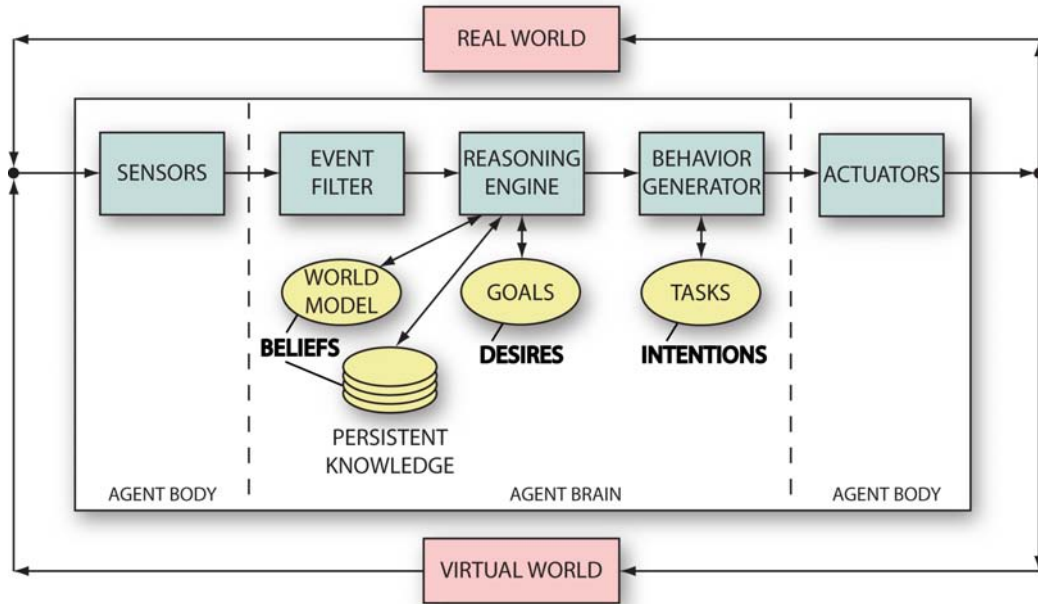 REAL WORLD
SENSORS
EVENT
FILTER
REASONING
ENGINE
BEHAVIOR
GENERATOR
ACTUATORS
WORLD
MODEL
GOALS
TASKS
BELIEFS
DESIRES
INTENTIONS
PERSISTENT
KNOWLEDGE
AGENT BODY
AGENT BRAIN
AGENT BODY
VIRTUAL WORLD